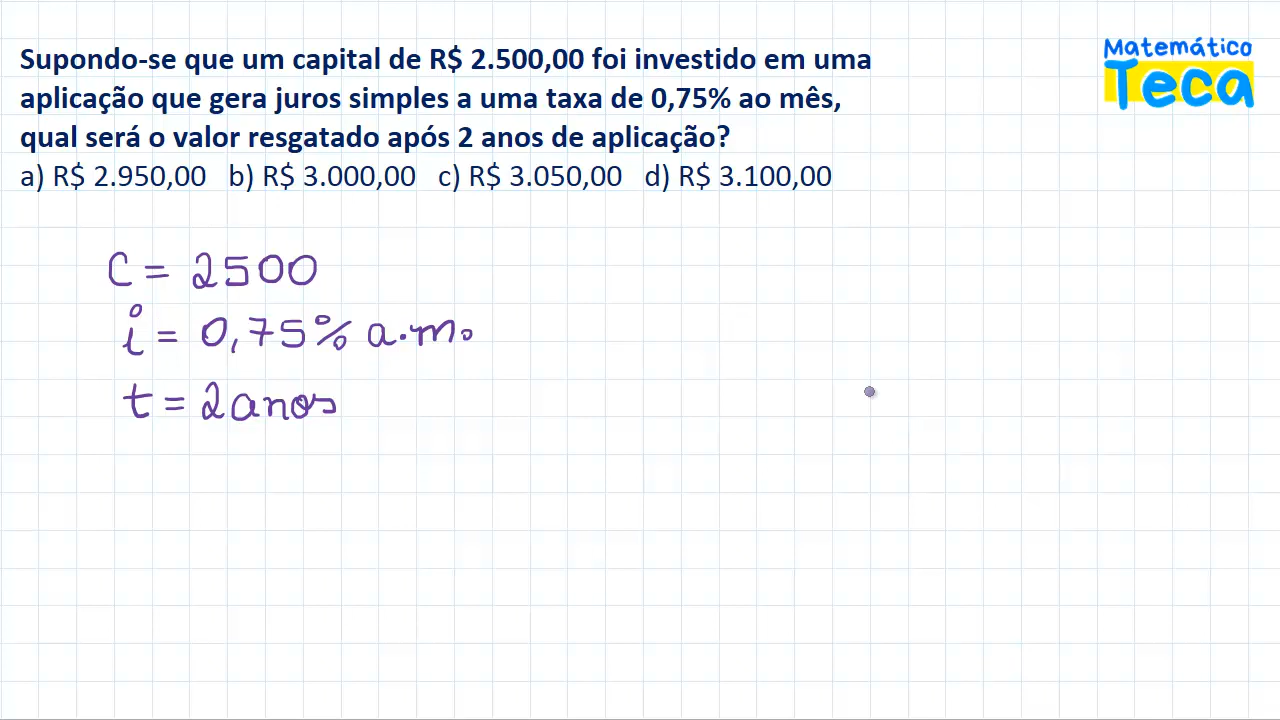 Supondo-se que um capital de R$ 2.500,00 foi investido em uma
aplicação que gera juros simples a uma taxa de 0,75% ao mês,
qual será o valor resgatado após 2 anos de aplicação?
a) R$ 2.950,00 b) R$ 3.000,00 c) R$ 3.050,00 d) R$ 3.100,00
Matemático
Teca
C = 2500
i = 0,75% a.m.
t = 2 anos